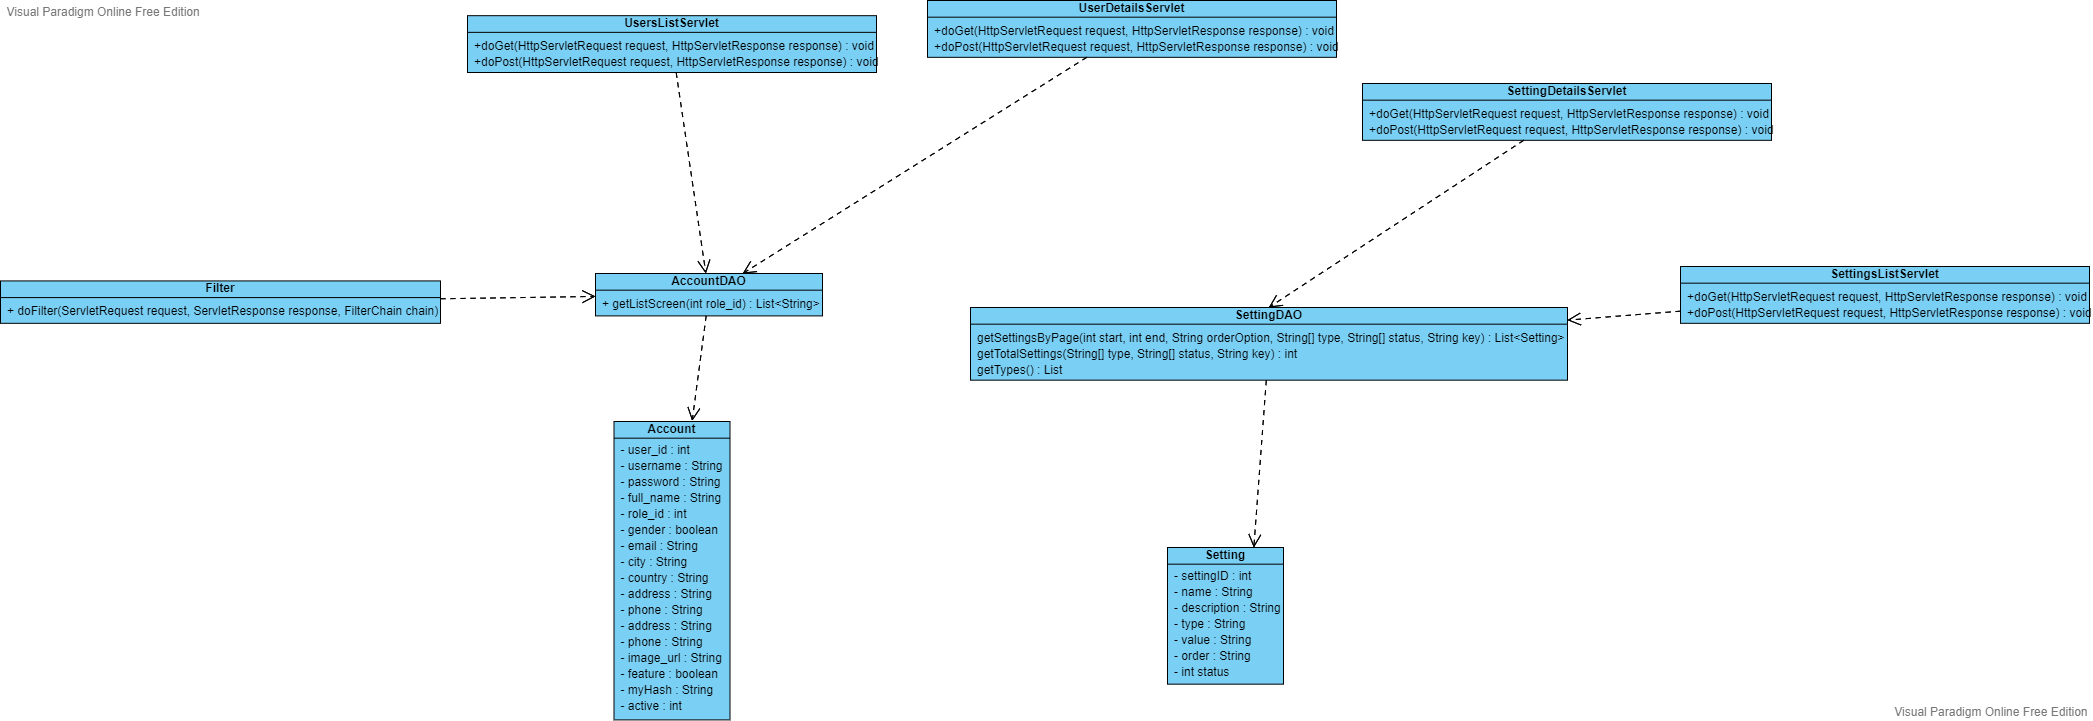 Visual Paradigm Online Free Edition
UsersListServlet
+doGet(HttpServletRequest request, HttpServletResponse response) : void
+doPost(HttpServletRequest request, HttpServletResponse response) : void
UserDetailsServlet
+doGet(HttpServletRequest request, HttpServletResponse response) : void
+doPost(HttpServletRequest request, HttpServletResponse response) : void
SettingDetailsServlet
+doGet(HttpServletRequest request, HttpServletResponse response) : void
+doPost(HttpServletRequest request, HttpServletResponse response) : void
Filter
+ doFilter(ServletRequest request, ServletResponse response, FilterChain chain)
AccountDAO
+ getListScreen(int role_id) : List<String>
SettingsListServlet
+doGet(HttpServletRequest request, HttpServletResponse response) : void
+doPost(HttpServletRequest request, HttpServletResponse response) : void
SettingDAO
getSettingsByPage(int start, int end, String orderOption, String[] type, String[] status, String key) : List<Setting>
getTotalSettings(String[] type, String[] status, String key) : int
getTypes() : List
Account
- user_id : int
- username : String
- password : String
- full_name : String
- role_id : int
- gender : boolean
- email : String
- city : String
- country : String
- address : String
- phone : String
- address : String
- phone : String
- image_url : String
- feature : boolean
- myHash : String
- active : int
Setting
- settingID : int
- name : String
- description : String
- type : String
- value : String
- order : String
- int status
Visual Paradigm Online Free Edition